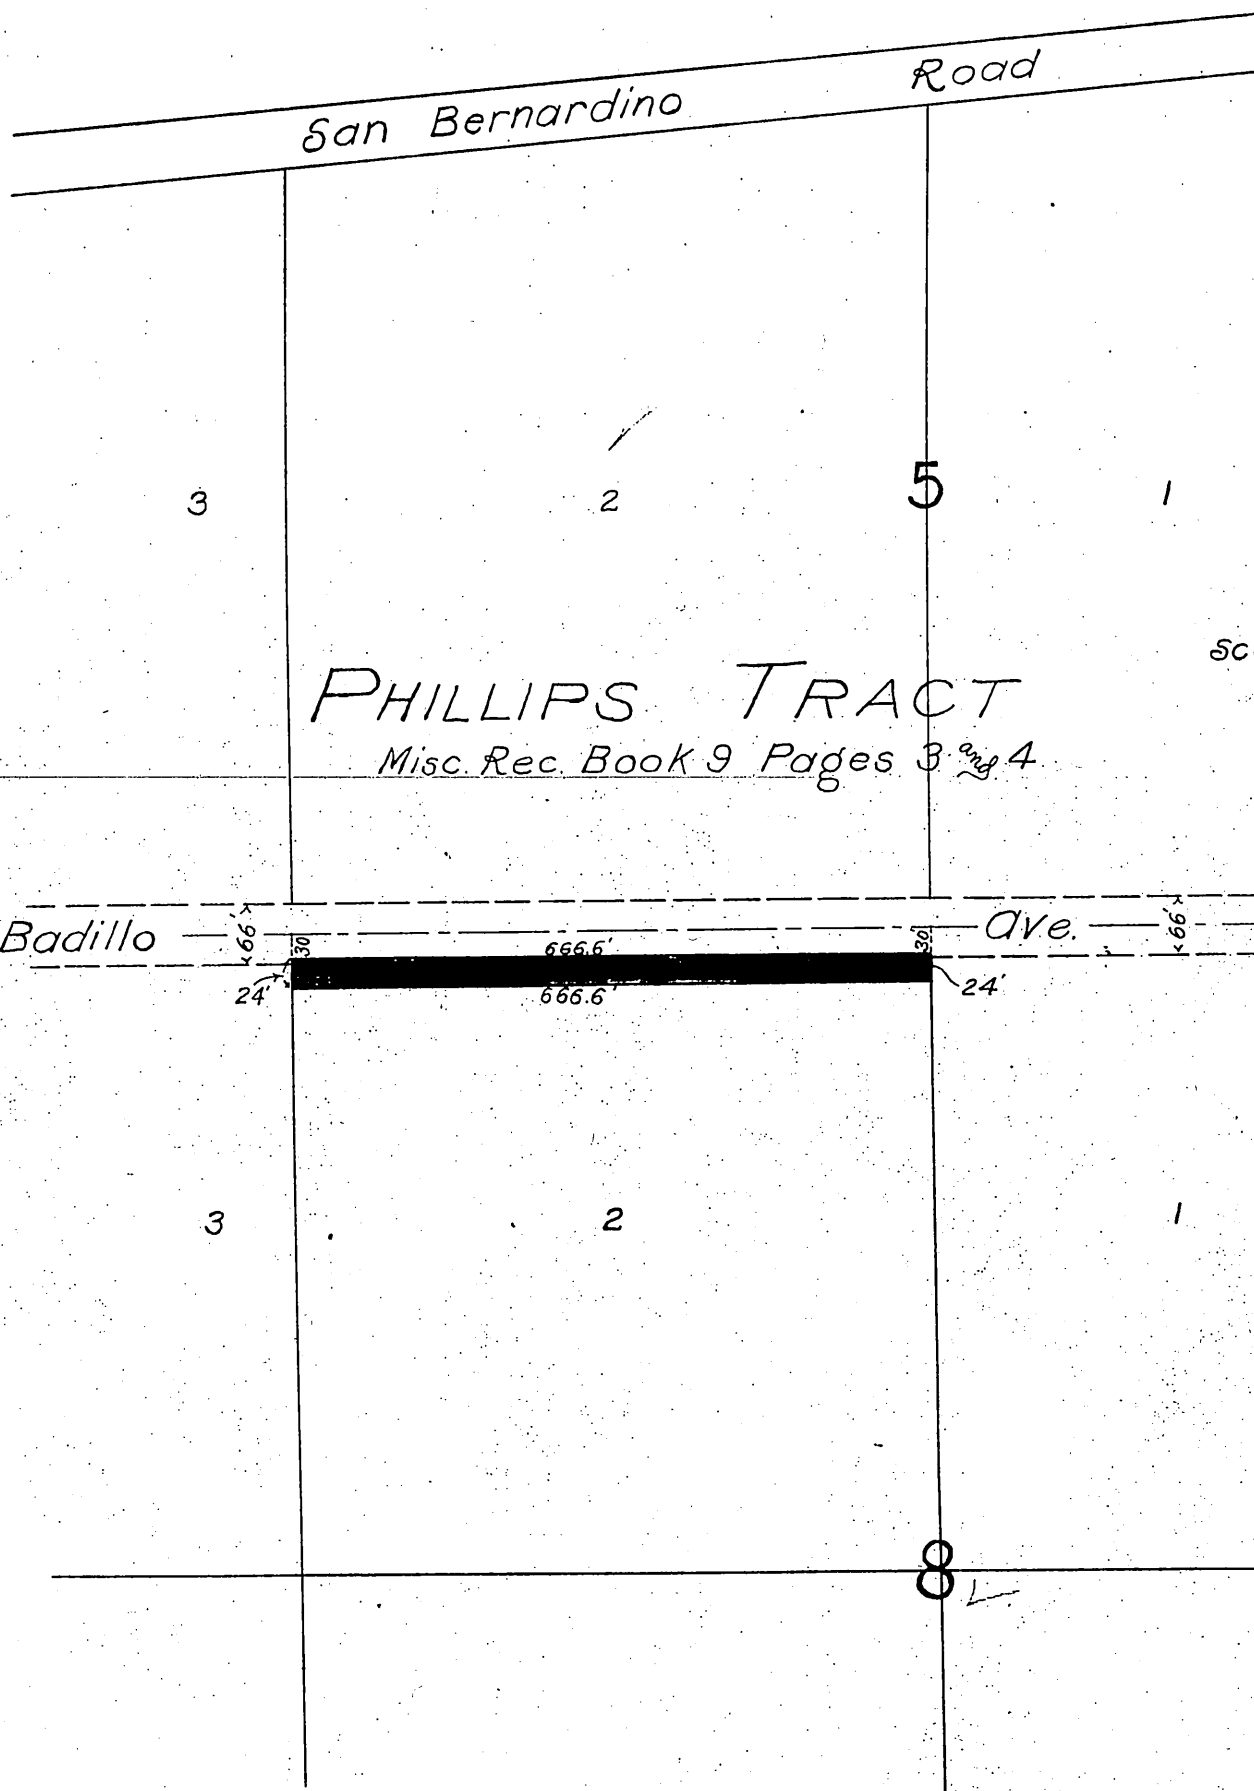 San Bernardino Road
3 2 5 1
Sc
PHILLIPS TRACT
Misc. Rec. Book 9 Pages 3 and 4
Badillo 66' 30 666.6' 30 Ave. 66'
24' 666.6' 24'
3 2 1
8